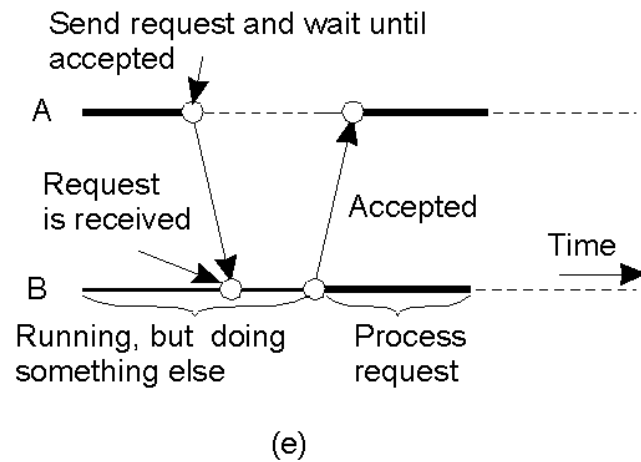 Send request and wait until
accepted
A
Request
is received
Accepted
Time
B
Running, but doing
something else
Process
request
(e)